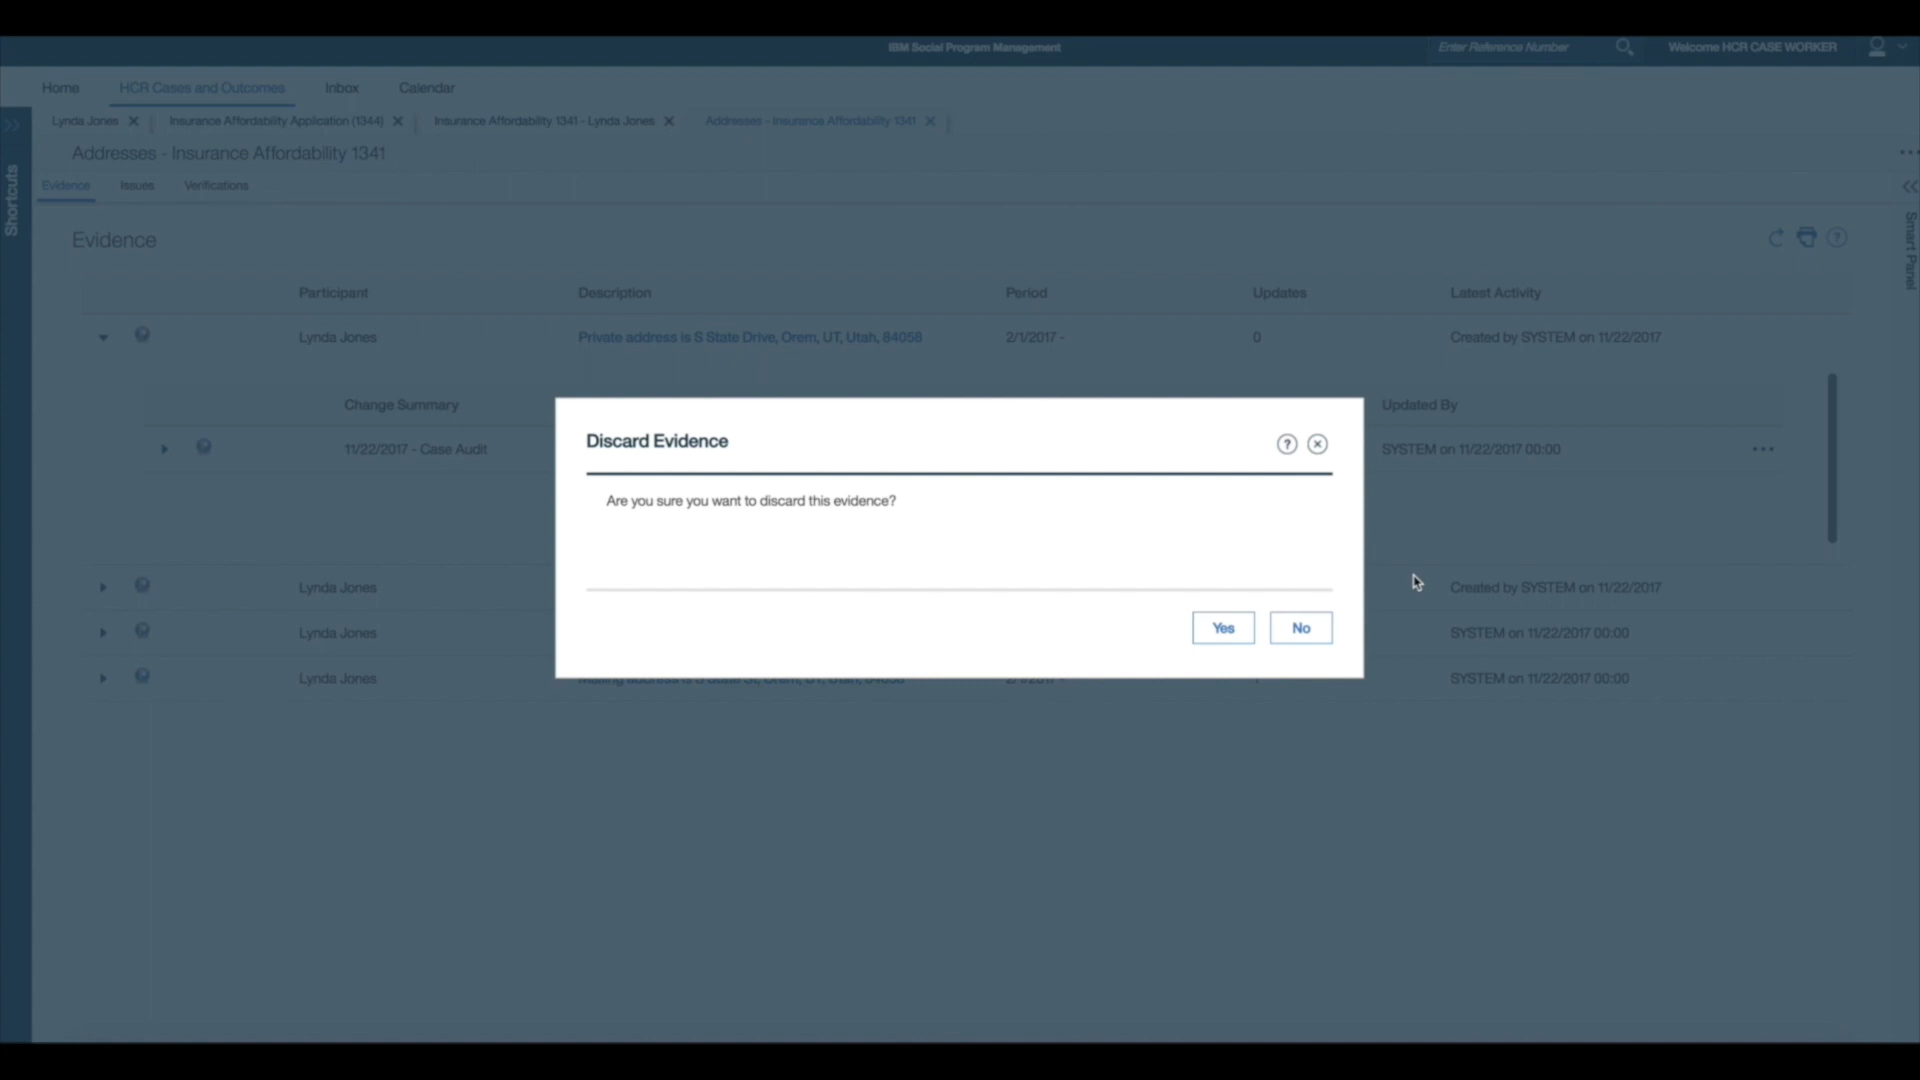 IBM Social Program Management
Enter Reference Number
Welcome HCR CASE WORKER
Home
HCR Cases and Outcomes
Inbox
Calendar
Lynda Jones
Insurance Affordability Application (1344)
Insurance Affordability 1341 - Lynda Jones
Addresses - Insurance Affordability 1341
Addresses - Insurance Affordability 1341
Shortcuts
Smart Panel
Evidence
Issues
Verifications
Evidence
Participant
Description
Period
Updates
Latest Activity
Lynda Jones
Private address is S State Drive, Orem, UT, Utah, 84058
2/1/2017 -
0
Created by SYSTEM on 11/22/2017
Change Summary
Updated By
11/22/2017 - Case Audit
SYSTEM on 11/22/2017 00:00
Discard Evidence
Are you sure you want to discard this evidence?
Yes
No
Lynda Jones
Created by SYSTEM on 11/22/2017
Lynda Jones
SYSTEM on 11/22/2017 00:00
Lynda Jones
SYSTEM on 11/22/2017 00:00